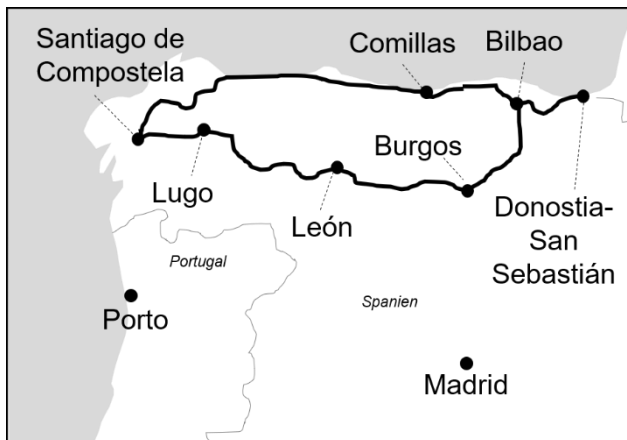 Santiago de
Compostela
Comillas
Bilbao
Burgos
Lugo
León
Donostia-
San
Sebastián
Portugal
Spanien
Porto
Madrid